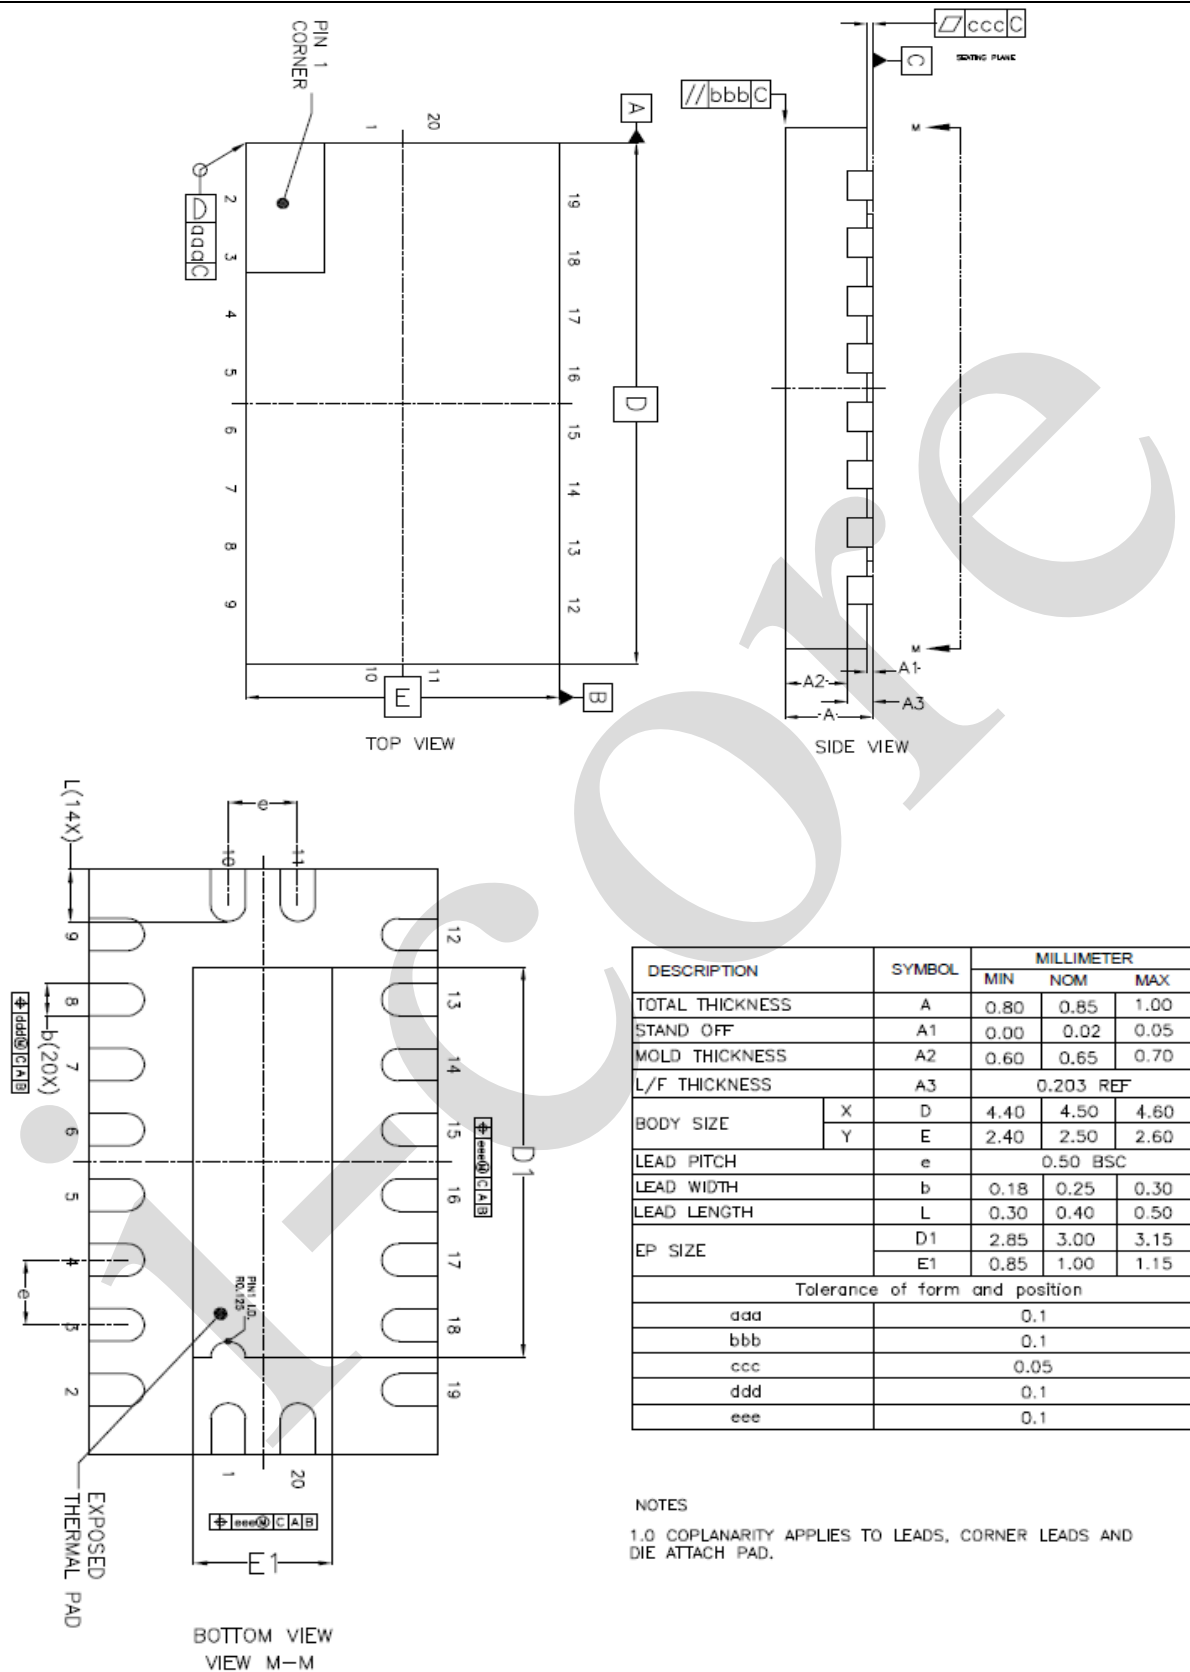 PIN 1
CORNER
1
20
A
aaa C
2
3
4
5
6
7
8
9
19
18
17
16
15
14
13
12
D
10
11
E
B
TOP VIEW
// bbb C
ccc C
C
SEATING PLANE
M
M
A1
A2
A3
A
SIDE VIEW
L(14X)
e
10
11
9
8
7
6
5
4
3
2
12
13
14
15
16
17
18
19
b(20X)
ddd M C A B
D1
eee M C A B
e
PIN1 I.D.
R0.125
1
20
eee M C A B
E1
EXPOSED
THERMAL PAD
BOTTOM VIEW
VIEW M-M
DESCRIPTION SYMBOL MILLIMETER
MIN NOM MAX
TOTAL THICKNESS A 0.80 0.85 1.00
STAND OFF A1 0.00 0.02 0.05
MOLD THICKNESS A2 0.60 0.65 0.70
L/F THICKNESS A3 0.203 REF
BODY SIZE X D 4.40 4.50 4.60
Y E 2.40 2.50 2.60
LEAD PITCH e 0.50 BSC
LEAD WIDTH b 0.18 0.25 0.30
LEAD LENGTH L 0.30 0.40 0.50
EP SIZE D1 2.85 3.00 3.15
E1 0.85 1.00 1.15
Tolerance of form and position
aaa 0.1
bbb 0.1
ccc 0.05
ddd 0.1
eee 0.1
NOTES
1.0 COPLANARITY APPLIES TO LEADS, CORNER LEADS AND
DIE ATTACH PAD.
i-core